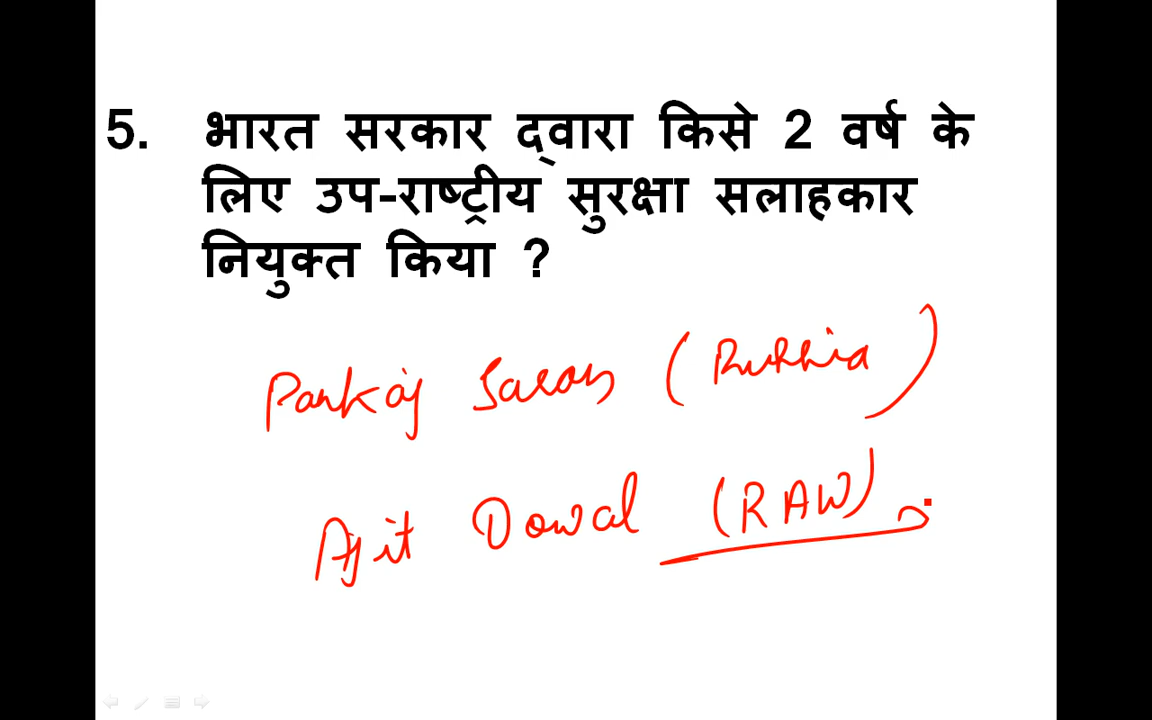 5. भारत सरकार द्वारा किसे 2 वर्ष के
लिए उप-राष्ट्रीय सुरक्षा सलाहकार
नियुक्त किया ?
Pankaj Saran (Russia)
Ajit Dowal (RAW)